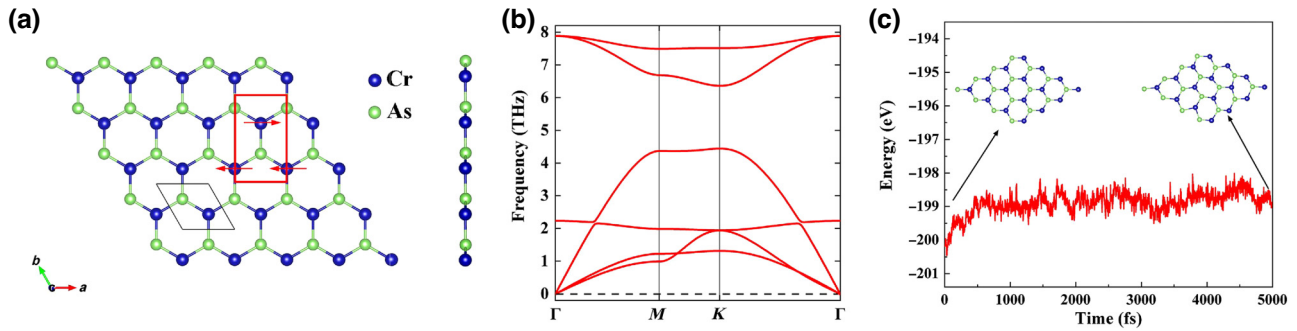 (a)
Cr
As
b
c
a
(b)
Frequency (THz)
8
7
6
5
4
3
2
1
0
Γ
M
K
Γ
(c)
Energy (eV)
−194
−195
−196
−197
−198
−199
−200
−201
0
1000
2000
3000
4000
5000
Time (fs)